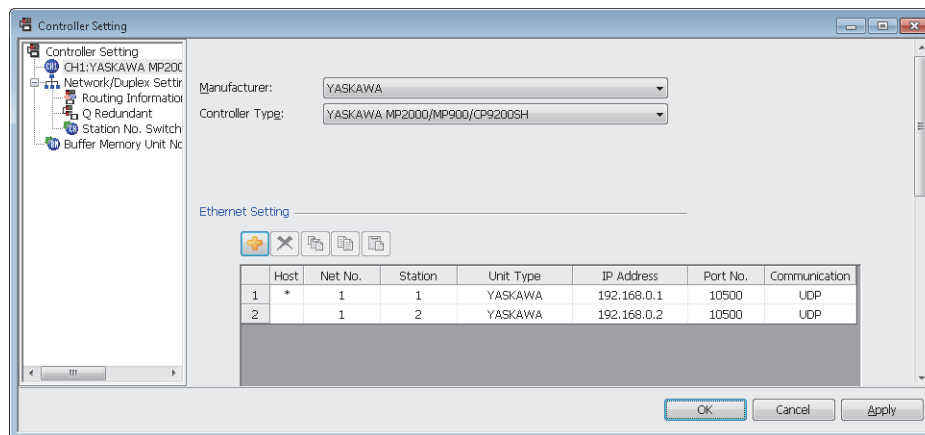 Controller Setting
Controller Setting
CH1:YASKAWA MP200
Network/Duplex Settir
Routing Informatior
Q Redundant
Station No. Switch
Buffer Memory Unit No
Manufacturer: YASKAWA
Controller Type: YASKAWA MP2000/MP900/CP9200SH
Ethernet Setting
Host Net No. Station Unit Type IP Address Port No. Communication
1 * 1 1 YASKAWA 192.168.0.1 10500 UDP
2 1 2 YASKAWA 192.168.0.2 10500 UDP
OK Cancel Apply